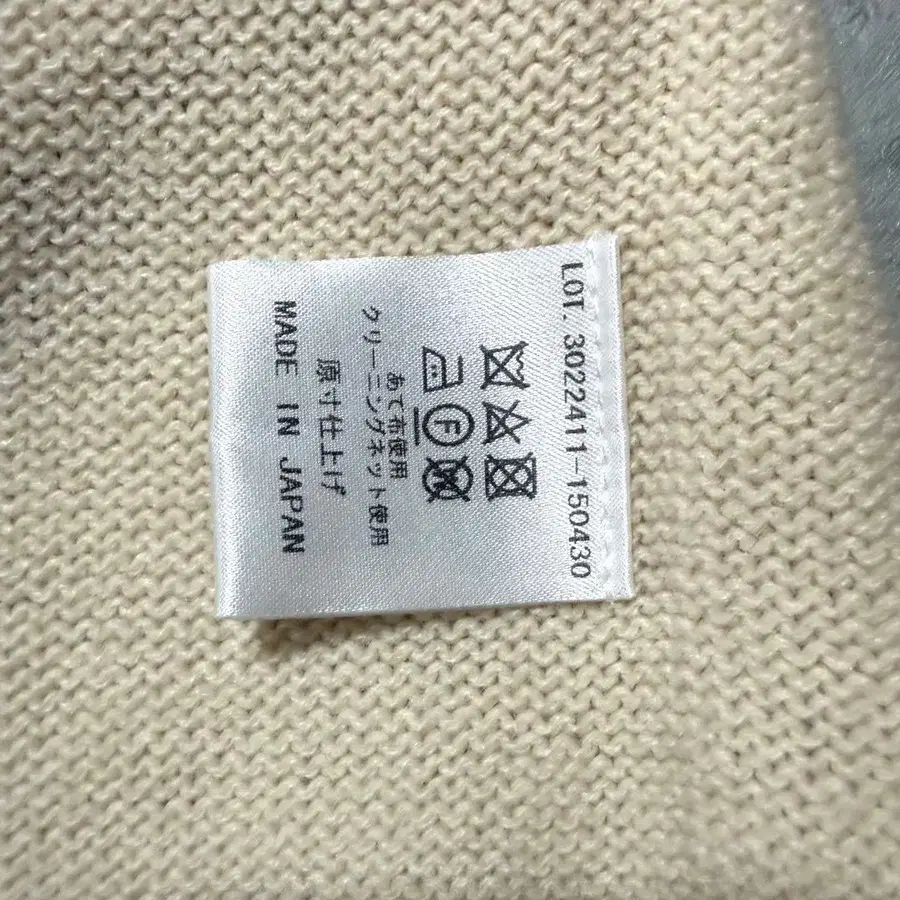 LOT. 3022411-150430
F
W
あて布使用
クリーニングネット使用
原寸仕上げ
MADE IN JAPAN